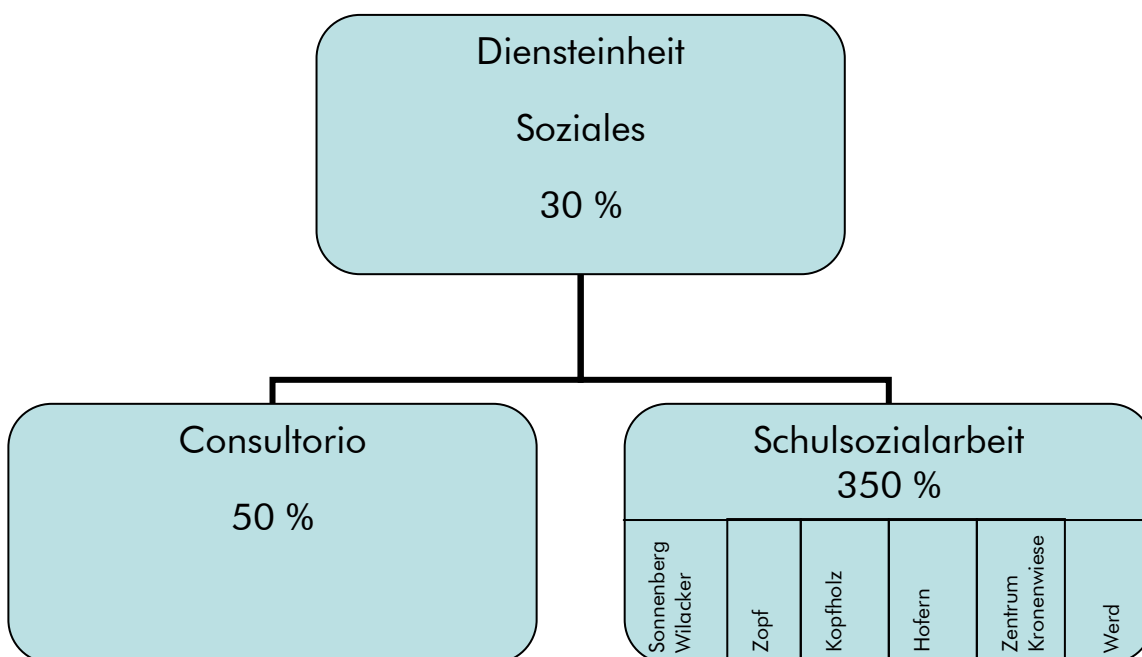 Diensteinheit
Soziales
30 %
Consultorio
50 %
Schulsozialarbeit
350 %
Sonnenberg
Wilacker
Zopf
Kopfholz
Hofern
Zentrum
Kronenwiese
Werd